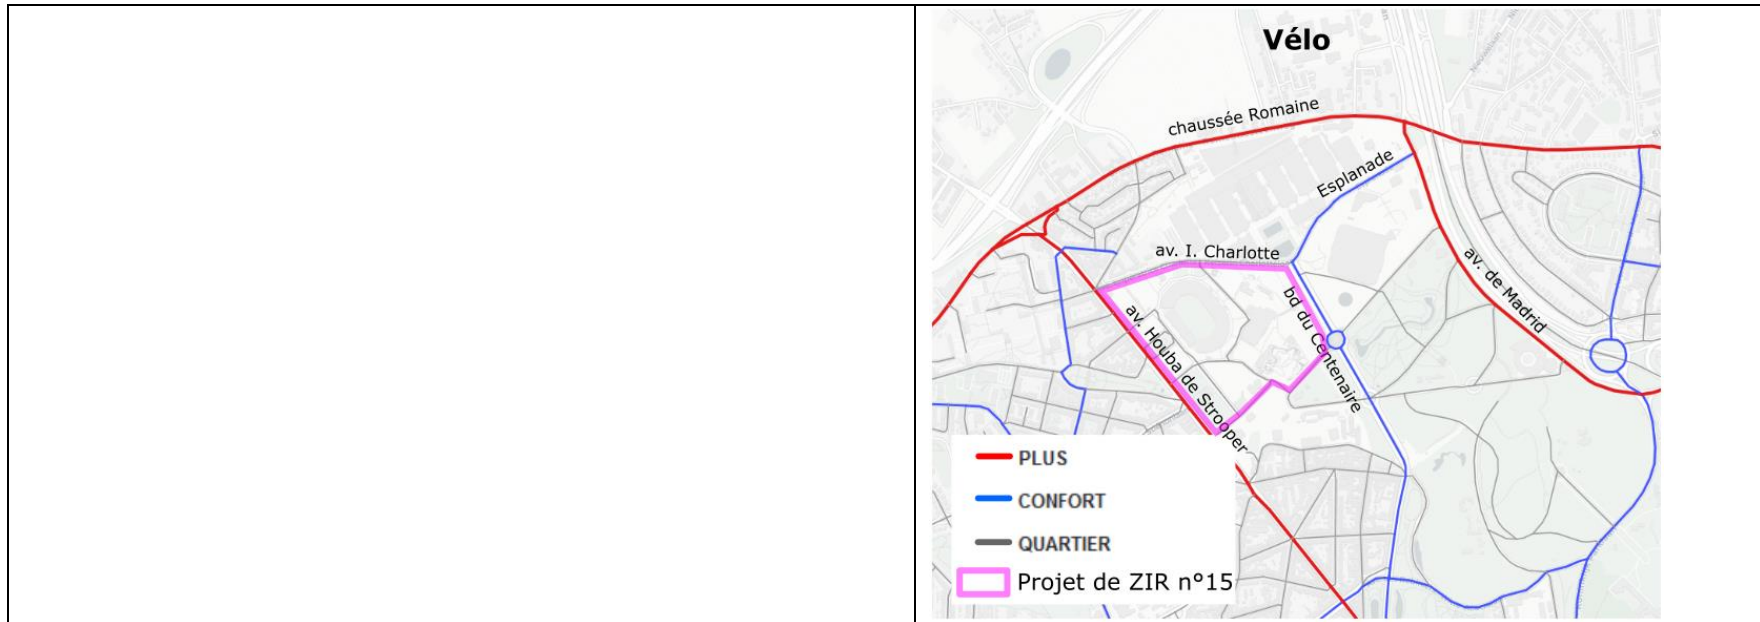 Vélo
chaussée Romaine
Esplanade
av. I. Charlotte
bd du Centenaire
av. de Madrid
av. Houba de Strooper
PLUS
CONFORT
QUARTIER
Projet de ZIR n°15